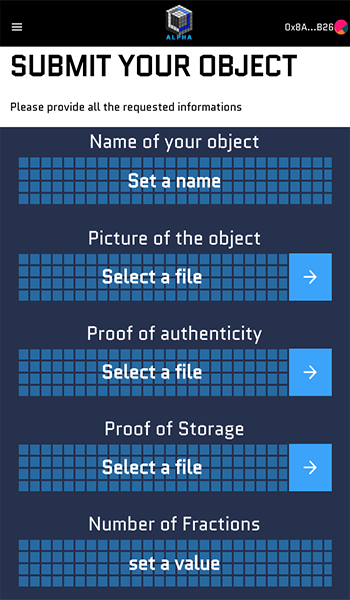 ALPHA
0x8A...B26
SUBMIT YOUR OBJECT
Please provide all the requested informations
Name of your object
Set a name
Picture of the object
Select a file
Proof of authenticity
Select a file
Proof of Storage
Select a file
Number of Fractions
set a value